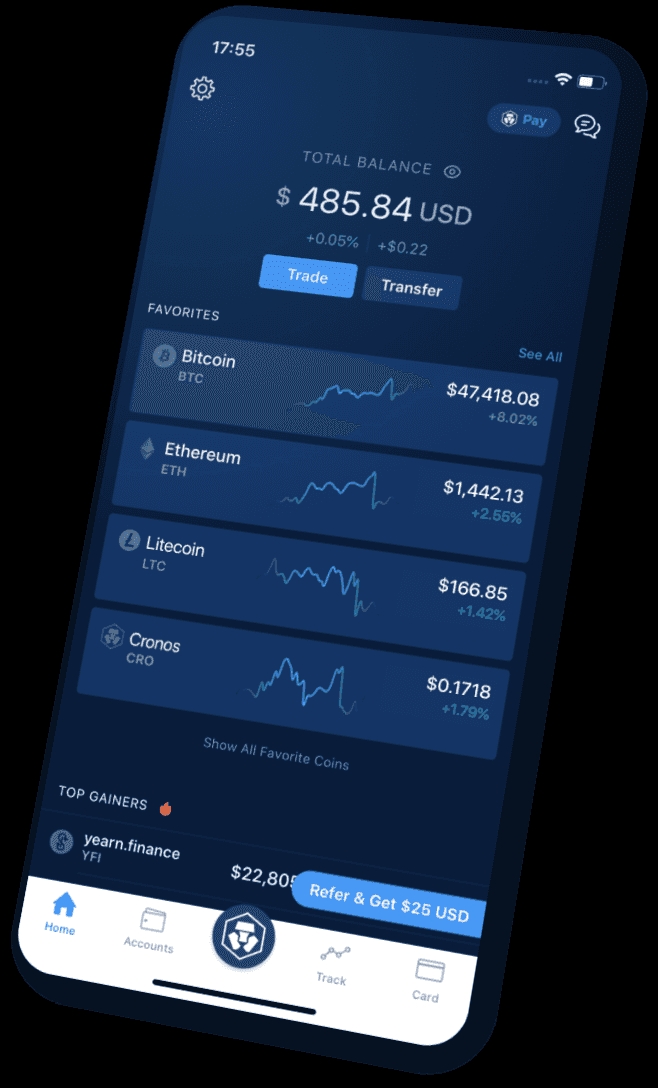 17:55
Pay
TOTAL BALANCE
$ 485.84 USD
+0.05% +$0.22
Trade Transfer
FAVORITES
See All
Bitcoin
BTC
$47,418.08
+8.02%
Ethereum
ETH
$1,442.13
+2.55%
Litecoin
LTC
$166.85
+1.42%
Cronos
CRO
$0.1718
+1.79%
Show All Favorite Coins
TOP GAINERS
yearn.finance
YFI
$22,805
Refer & Get $25 USD
Home
Accounts
Track
Card